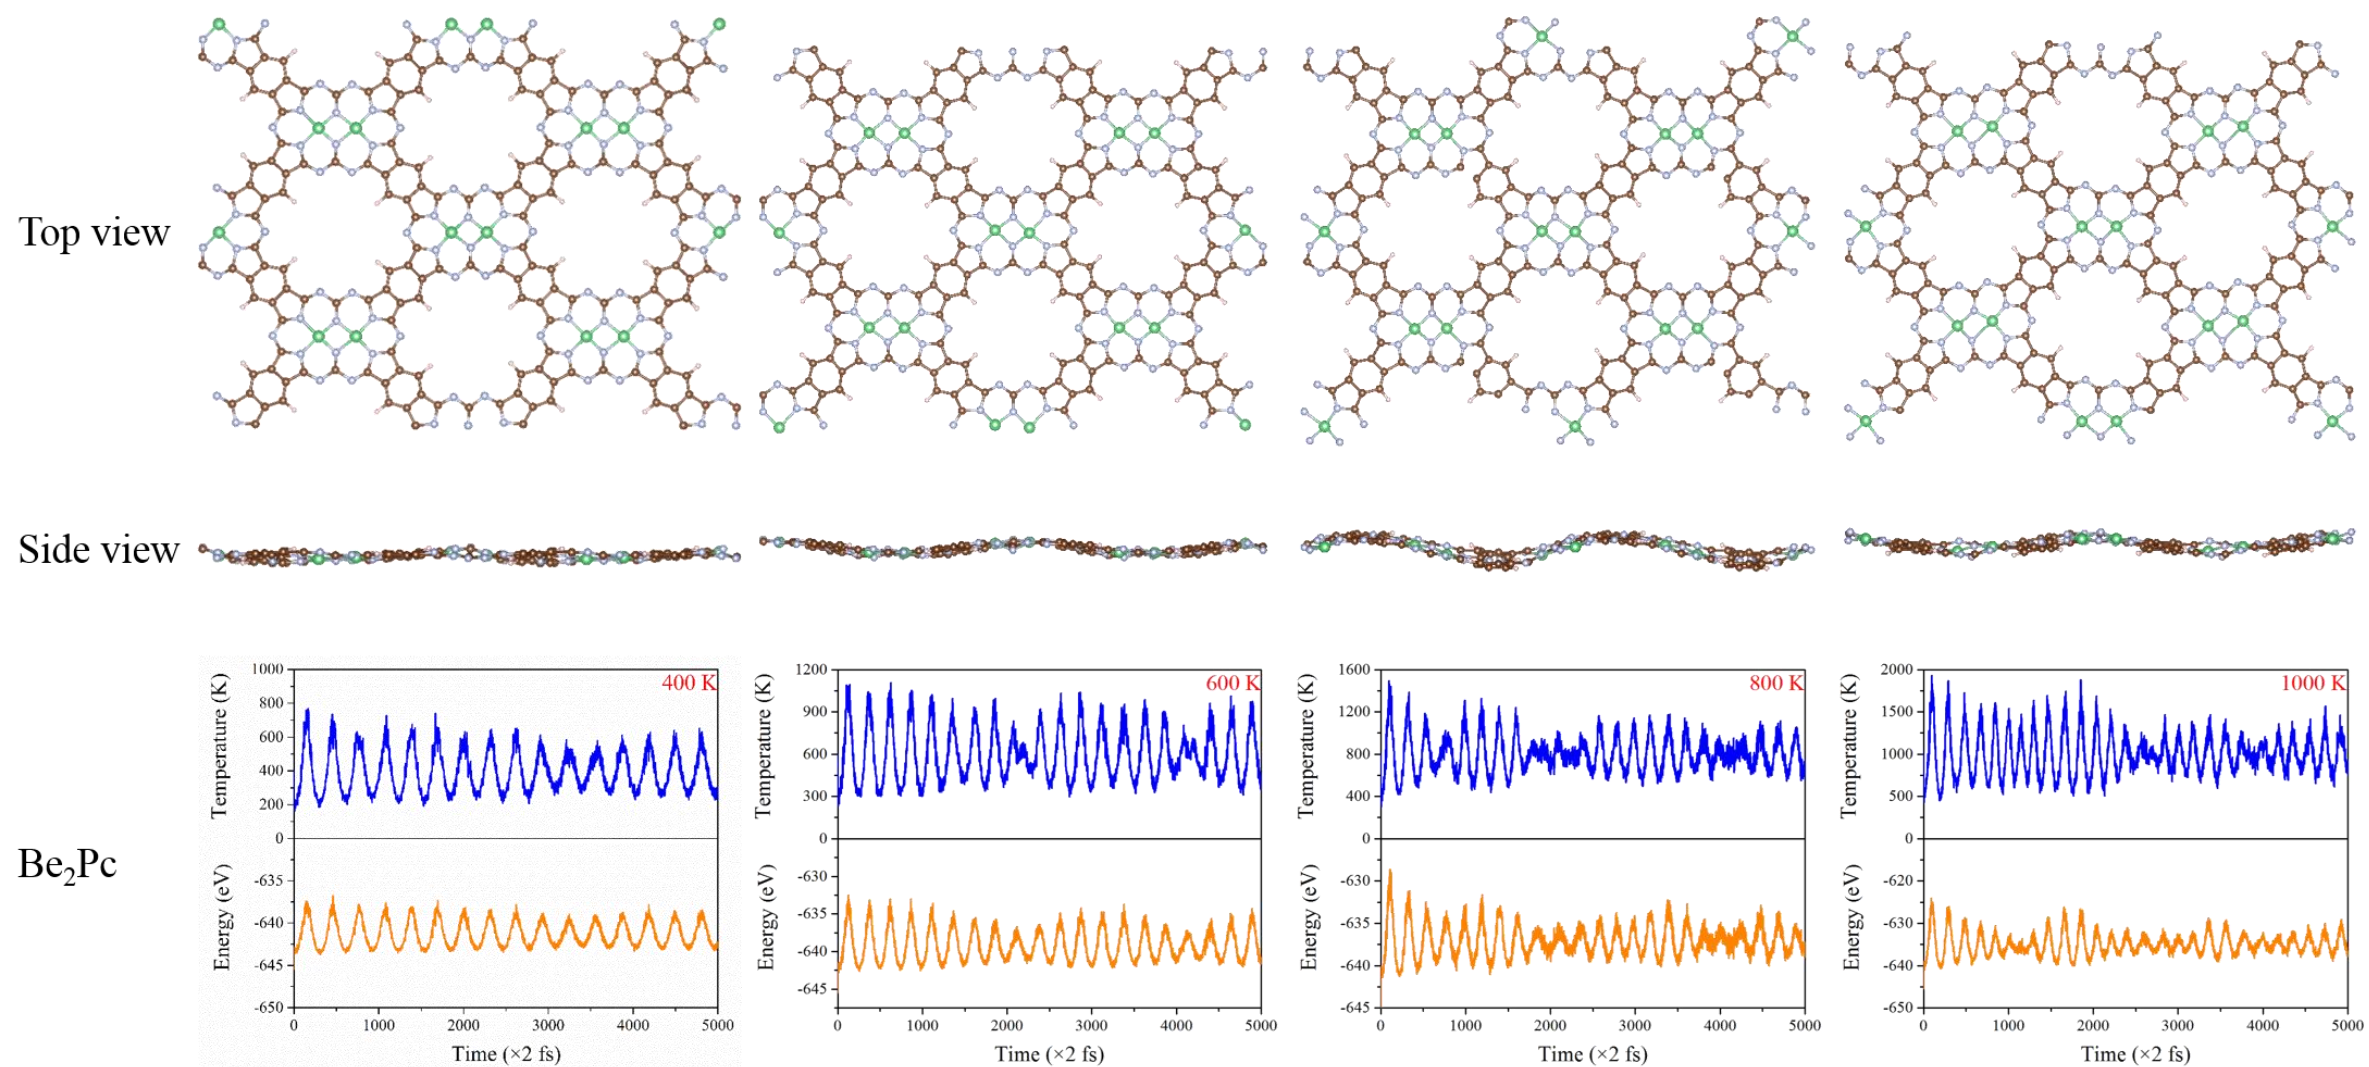 Top view
Side view
Be₂Pc
400 K
Temperature (K)
1000
800
600
400
200
0
Energy (eV)
-635
-640
-645
-650
0 1000 2000 3000 4000 5000
Time (×2 fs)
600 K
Temperature (K)
1200
900
600
300
0
Energy (eV)
-630
-635
-640
-645
0 1000 2000 3000 4000 5000
Time (×2 fs)
800 K
Temperature (K)
1600
1200
800
400
0
Energy (eV)
-630
-635
-640
-645
0 1000 2000 3000 4000 5000
Time (×2 fs)
1000 K
Temperature (K)
2000
1500
1000
500
0
Energy (eV)
-620
-630
-640
-650
0 1000 2000 3000 4000 5000
Time (×2 fs)